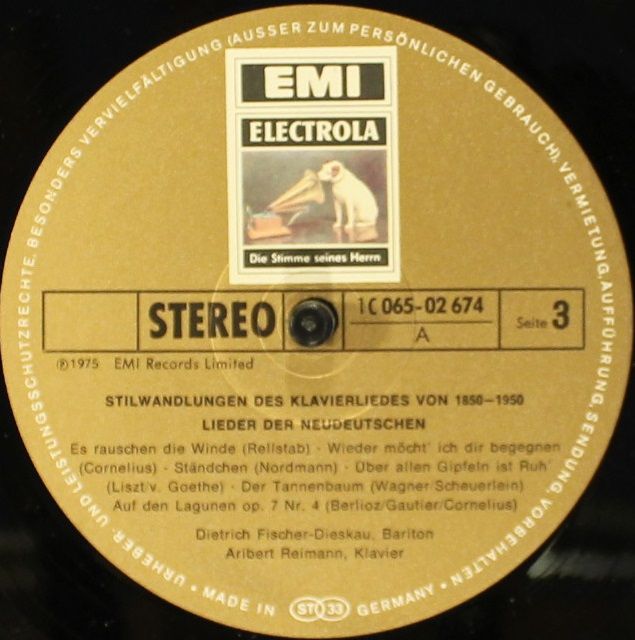 URHEBER- UND LEISTUNGSSCHUTZRECHTE, BESONDERS VERVIELFÄLTIGUNG (AUSSER ZUM PERSÖNLICHEN GEBRAUCH), VERMIETUNG, AUFFÜHRUNG, SENDUNG, VORBEHALTEN
EMI
ELECTROLA
Die Stimme seines Herrn
STEREO
1C 065-02 674
A
Seite 3
℗1975 EMI Records Limited
STILWANDLUNGEN DES KLAVIERLIEDES VON 1850–1950
LIEDER DER NEUDEUTSCHEN
Es rauschen die Winde (Rellstab) · Wieder möcht' ich dir begegnen
(Cornelius) · Ständchen (Nordmann) · Über allen Gipfeln ist Ruh'
(Liszt/v. Goethe) · Der Tannenbaum (Wagner/Scheuerlein)
Auf den Lagunen op. 7 Nr. 4 (Berlioz/Gautier/Cornelius)
Dietrich Fischer-Dieskau, Bariton
Aribert Reimann, Klavier
• MADE IN ST 33 GERMANY •